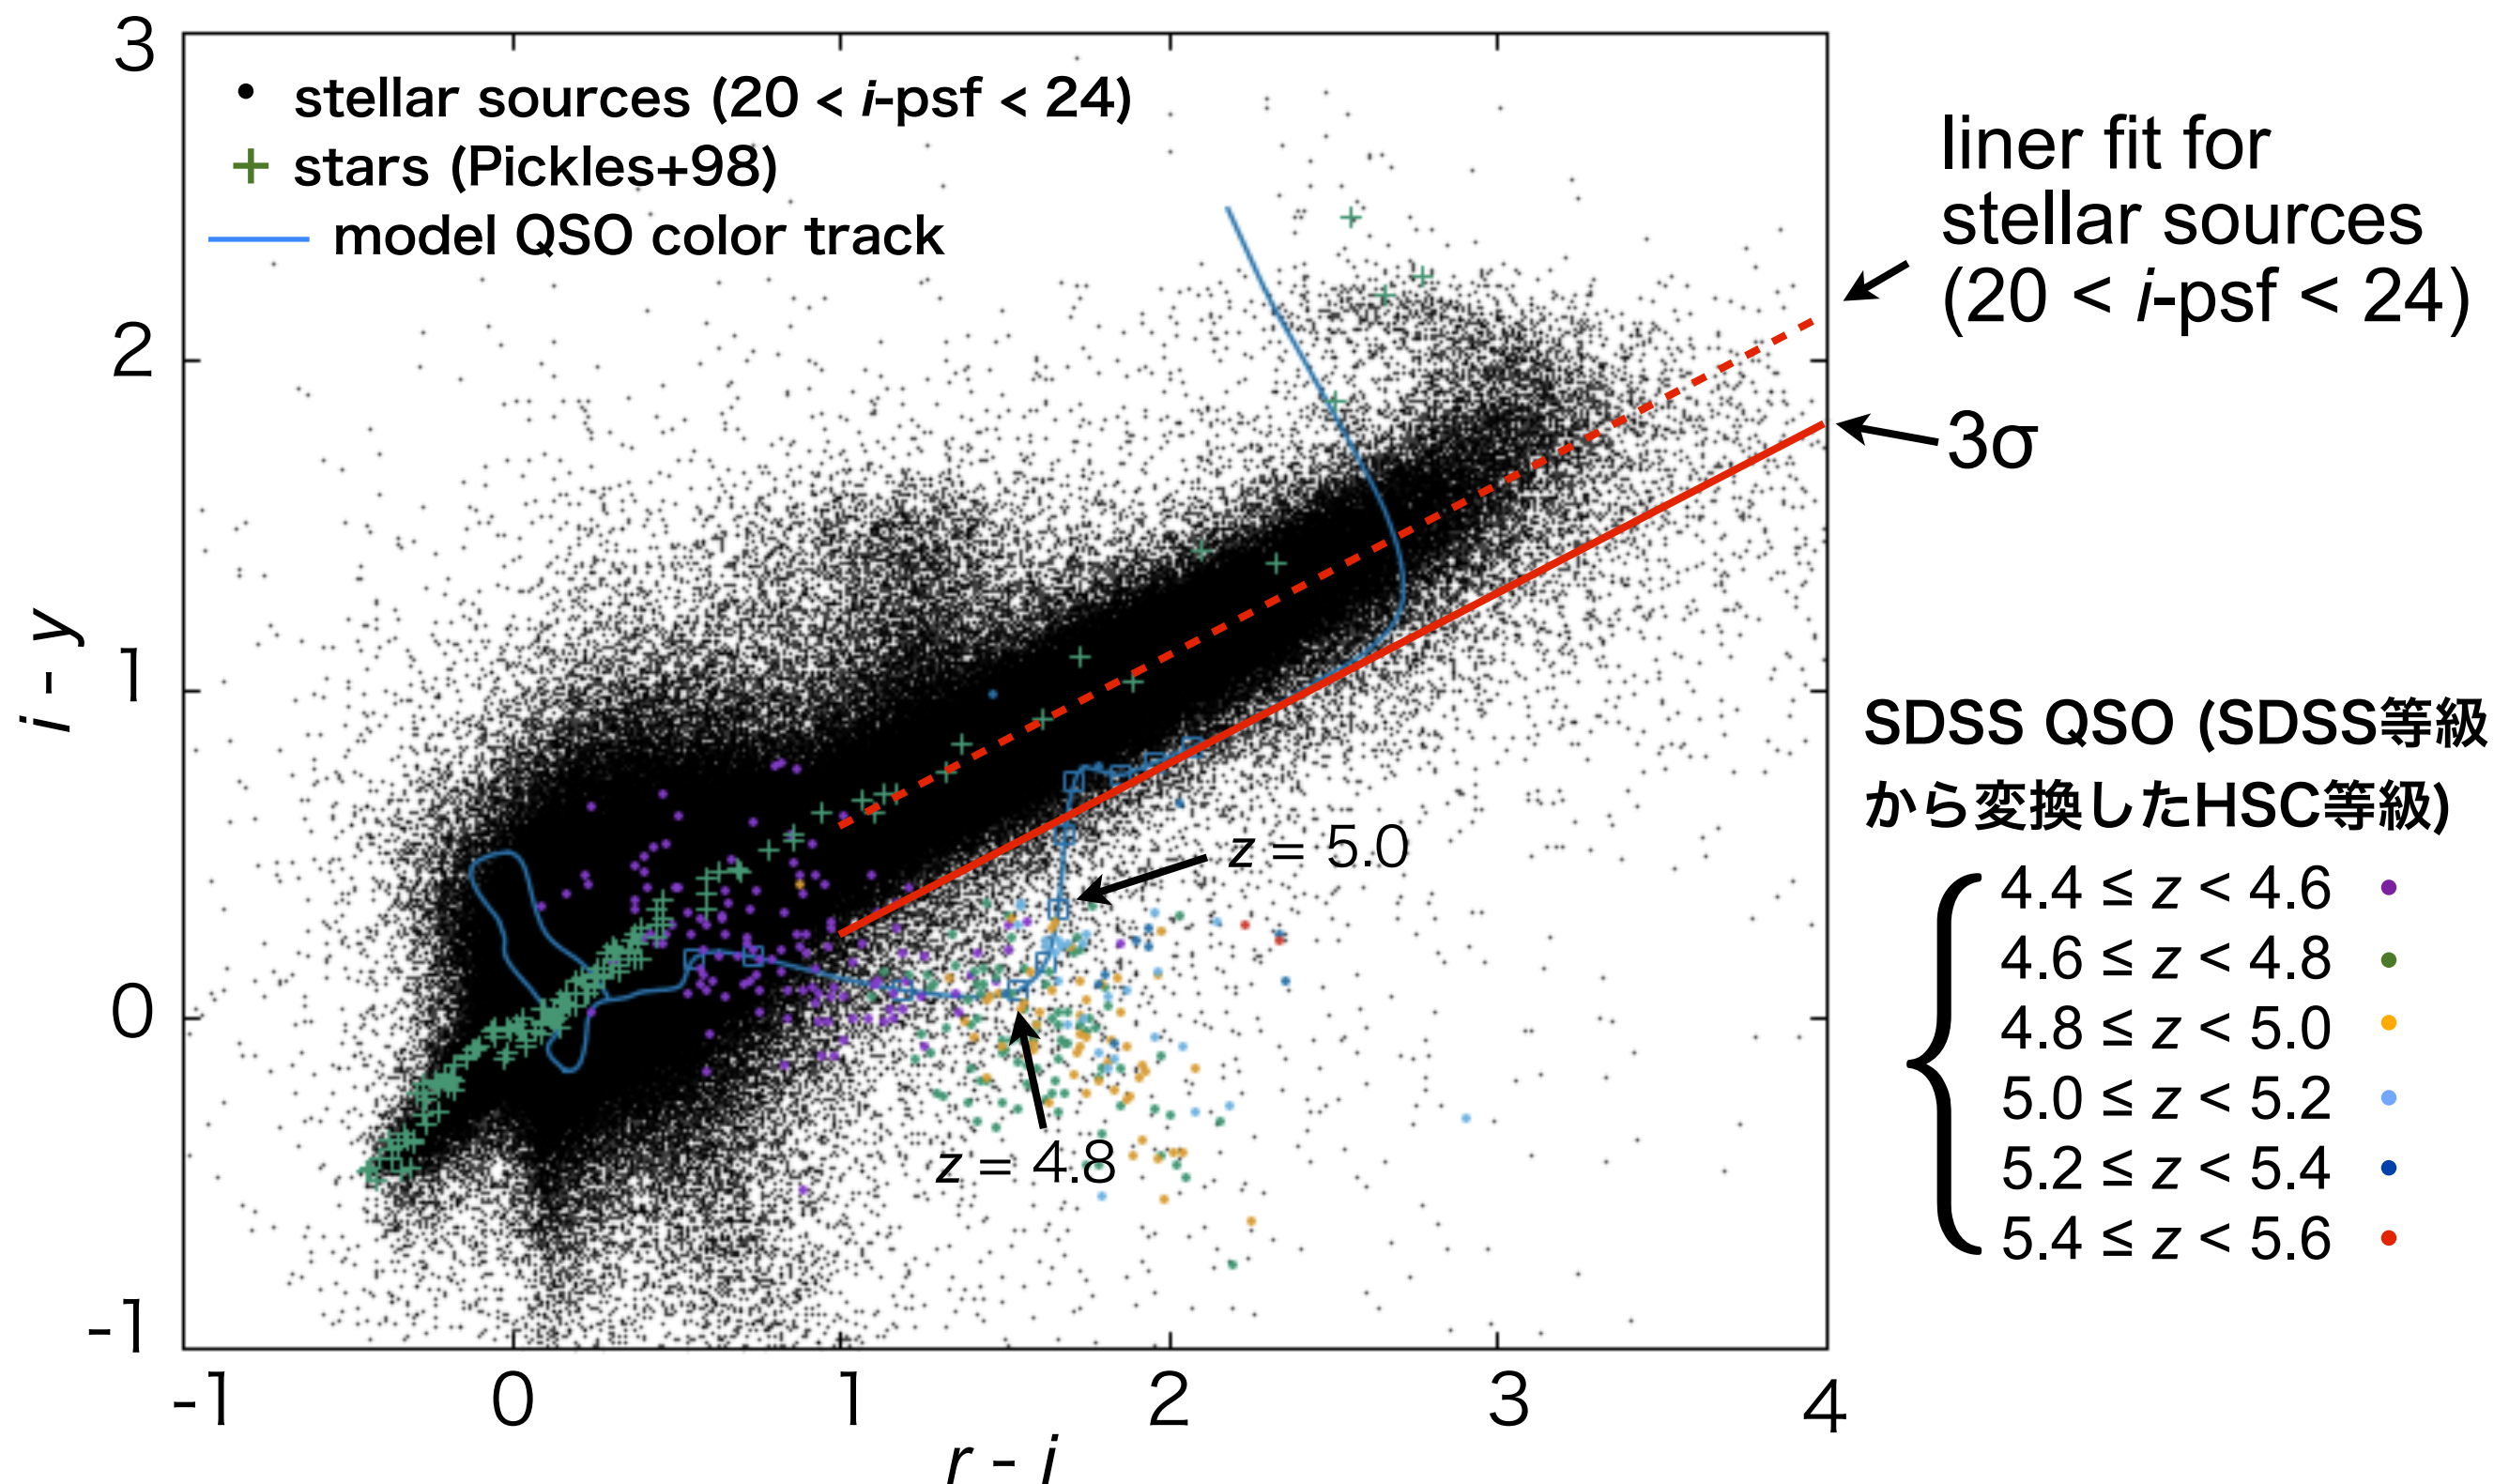 3
2
1
0
-1
i - y
-1
0
1
2
3
4
r - i
stellar sources (20 < i-psf < 24)
stars (Pickles+98)
model QSO color track
z = 5.0
z = 4.8
liner fit for
stellar sources
(20 < i-psf < 24)
3σ
SDSS QSO (SDSS等級
から変換したHSC等級)
4.4 ≤ z < 4.6
4.6 ≤ z < 4.8
4.8 ≤ z < 5.0
5.0 ≤ z < 5.2
5.2 ≤ z < 5.4
5.4 ≤ z < 5.6